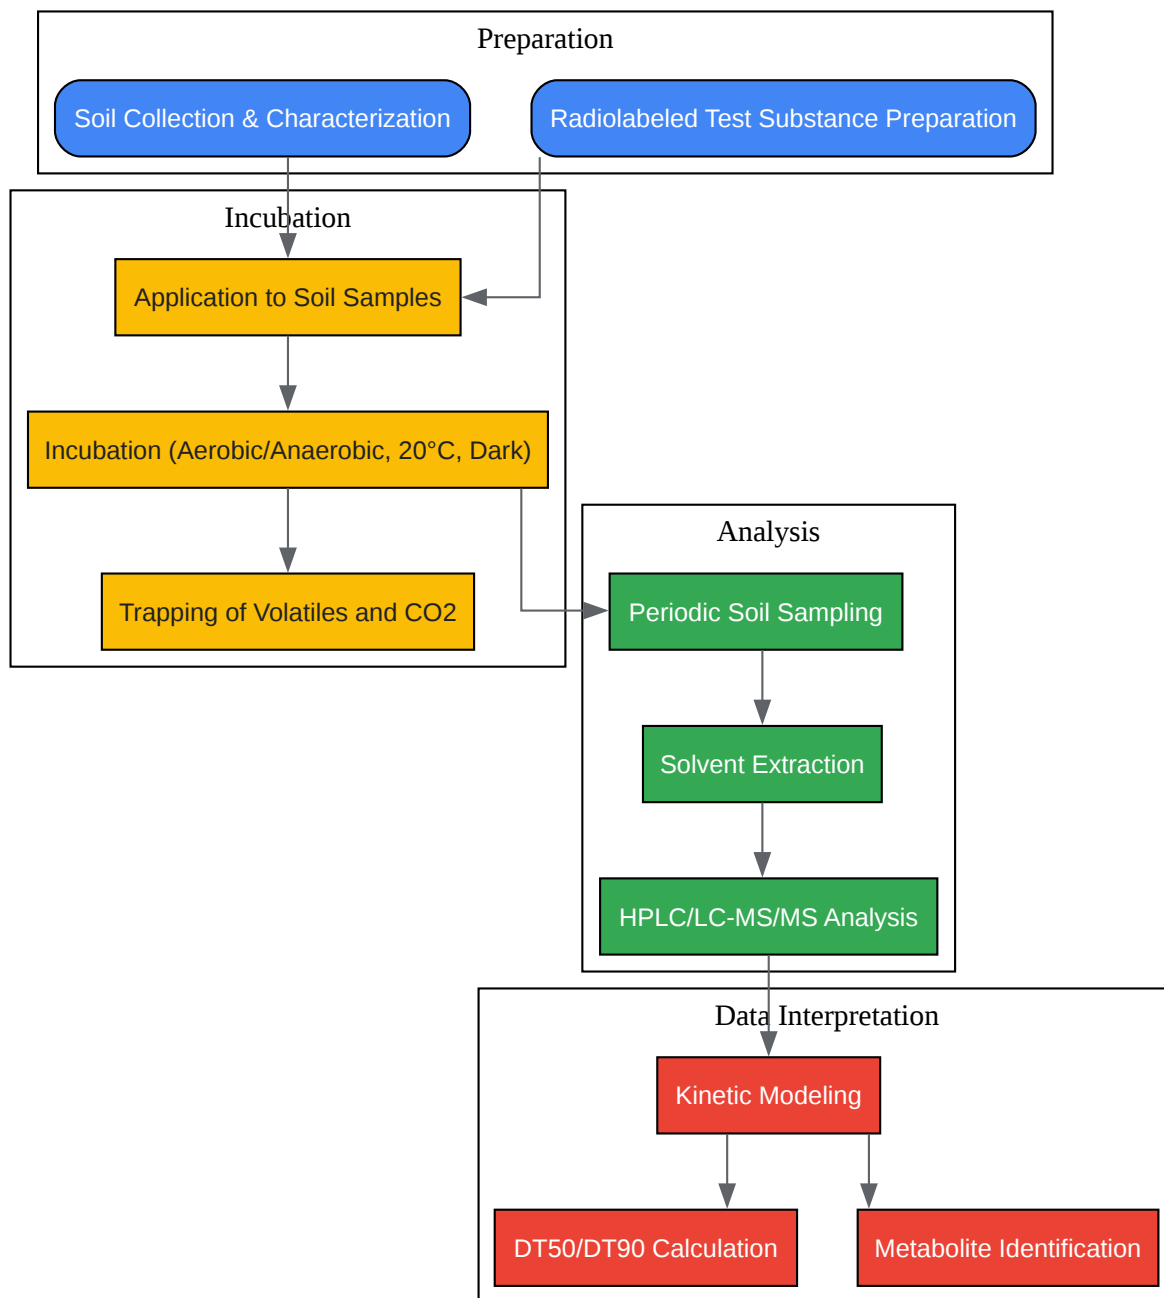 Preparation
Soil Collection & Characterization
Radiolabeled Test Substance Preparation
Incubation
Application to Soil Samples
Incubation (Aerobic/Anaerobic, 20°C, Dark)
Trapping of Volatiles and CO2
Analysis
Periodic Soil Sampling
Solvent Extraction
HPLC/LC-MS/MS Analysis
Data Interpretation
Kinetic Modeling
DT50/DT90 Calculation
Metabolite Identification